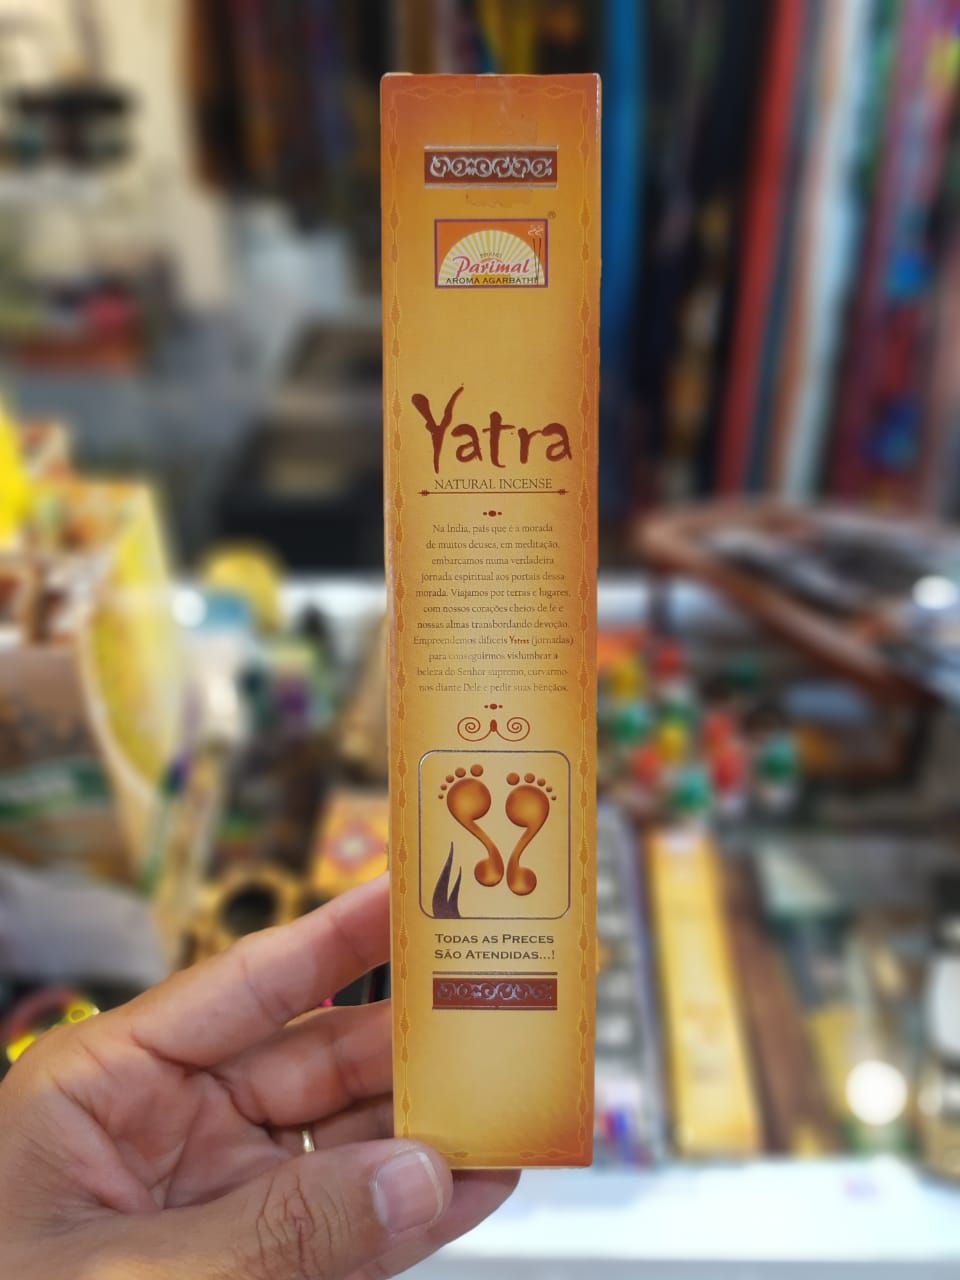 ®
BRAND
Parimal
AROMA AGARBATHI
Yatra
NATURAL INCENSE
Na Índia, país que é a morada
de muitos deuses, em meditação,
embarcamos numa verdadeira
jornada espiritual aos portais dessa
morada. Viajamos por terras e lugares,
com nossos corações cheios de fé e
nossas almas transbordando devoção.
Empreendemos difíceis Yatras (jornadas)
para conseguirmos vislumbrar a
beleza do Senhor supremo, curvarmo-
nos diante Dele e pedir suas bênçãos.
TODAS AS PRECES
SÃO ATENDIDAS...!